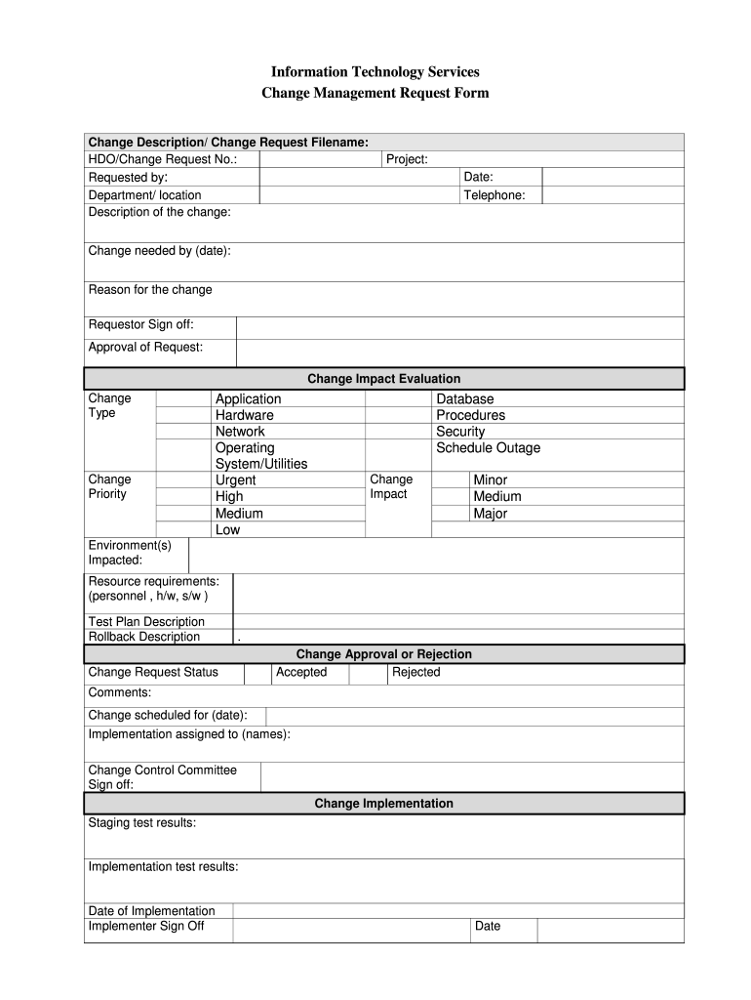 Information Technology Services
Change Management Request Form
Change Description/ Change Request Filename:
HDO/Change Request No.: Project:
Requested by: Date:
Department/ location Telephone:
Description of the change:
Change needed by (date):
Reason for the change
Requestor Sign off:
Approval of Request:
Change Impact Evaluation
Change Type
Application Database
Hardware Procedures
Network Security
Operating System/Utilities Schedule Outage
Change Priority
Urgent
High
Medium
Low
Change Impact
Minor
Medium
Major
Environment(s)
Impacted:
Resource requirements:
(personnel , h/w, s/w )
Test Plan Description
Rollback Description .
Change Approval or Rejection
Change Request Status Accepted Rejected
Comments:
Change scheduled for (date):
Implementation assigned to (names):
Change Control Committee
Sign off:
Change Implementation
Staging test results:
Implementation test results:
Date of Implementation
Implementer Sign Off Date